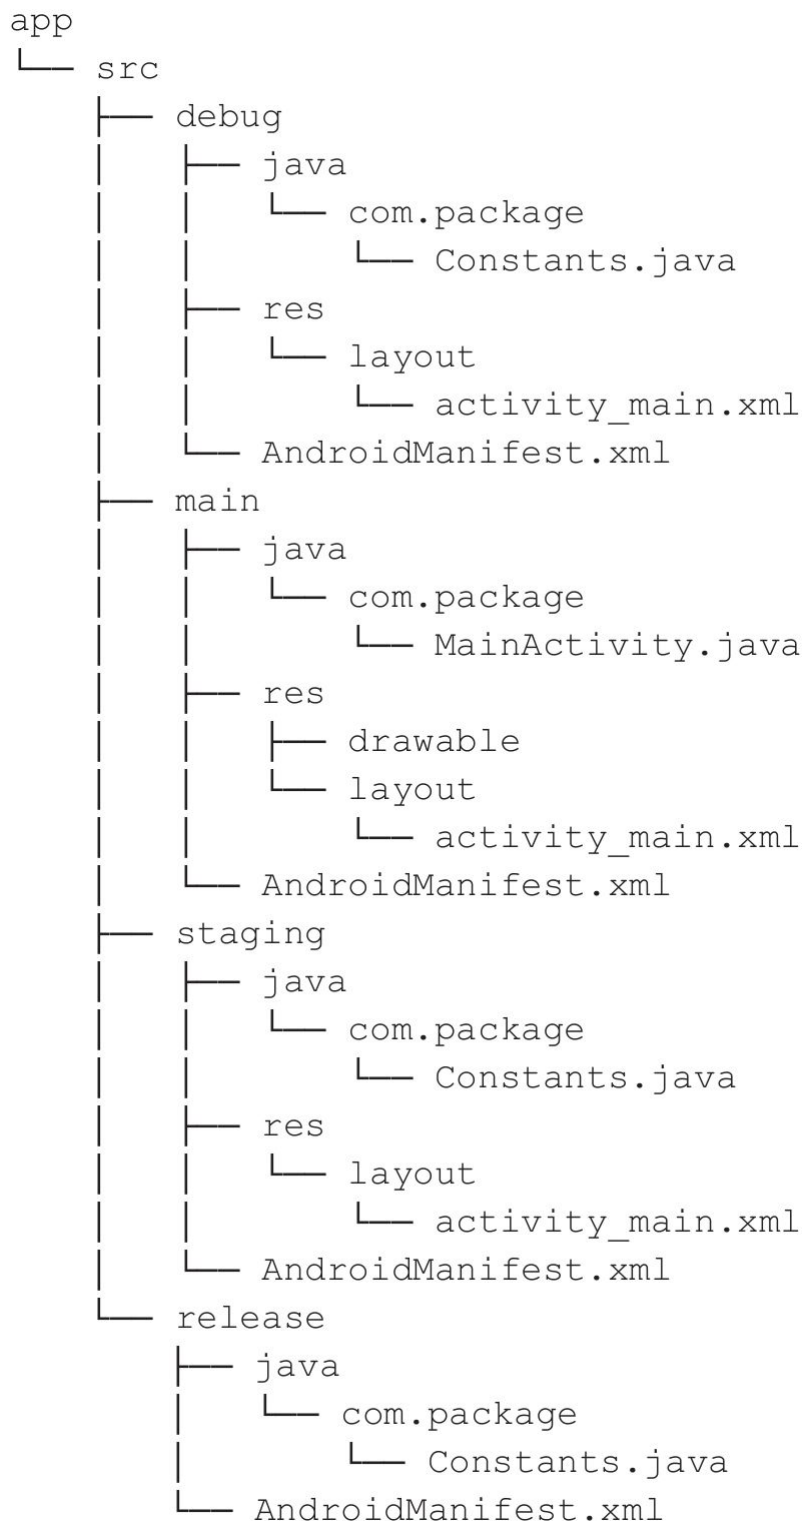 app
└── src
    ├── debug
    │   ├── java
    │   │   └── com.package
    │   │       └── Constants.java
    │   ├── res
    │   │   └── layout
    │   │       └── activity_main.xml
    │   └── AndroidManifest.xml
    ├── main
    │   ├── java
    │   │   └── com.package
    │   │       └── MainActivity.java
    │   ├── res
    │   │   ├── drawable
    │   │   └── layout
    │   │       └── activity_main.xml
    │   └── AndroidManifest.xml
    ├── staging
    │   ├── java
    │   │   └── com.package
    │   │       └── Constants.java
    │   ├── res
    │   │   └── layout
    │   │       └── activity_main.xml
    │   └── AndroidManifest.xml
    └── release
        ├── java
        │   └── com.package
        │       └── Constants.java
        └── AndroidManifest.xml